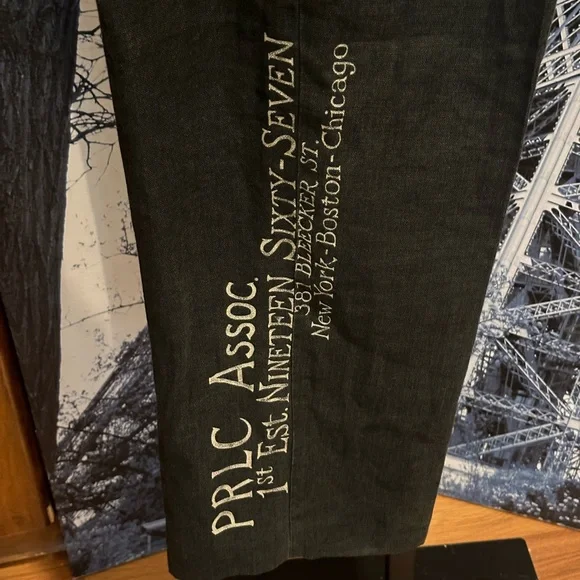 PRLC Assoc.
1st Est. Nineteen Sixty-Seven
381 BLEECKER ST.
New York-Boston-Chicago